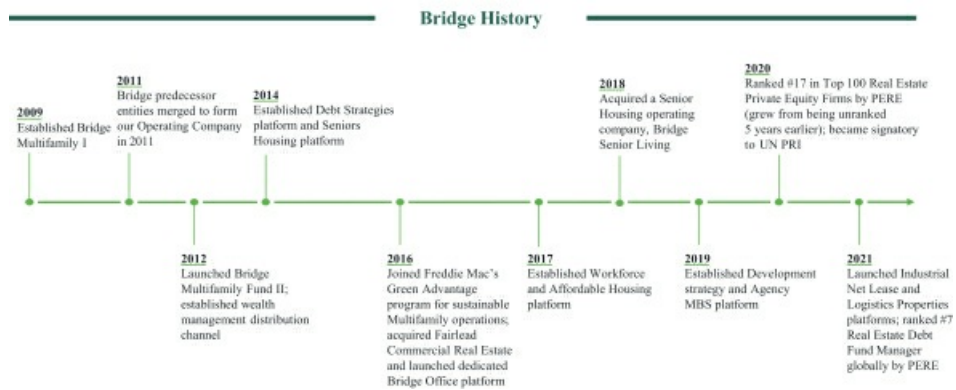 Bridge History
2009
Established Bridge
Multifamily I
2011
Bridge predecessor
entities merged to form
our Operating Company
in 2011
2012
Launched Bridge
Multifamily Fund II;
established wealth
management distribution
channel
2014
Established Debt Strategies
platform and Seniors
Housing platform
2016
Joined Freddie Mac's
Green Advantage
program for sustainable
Multifamily operations;
acquired Fairlead
Commercial Real Estate
and launched dedicated
Bridge Office platform
2017
Established Workforce
and Affordable Housing
platform
2018
Acquired a Senior
Housing operating
company, Bridge
Senior Living
2019
Established Development
strategy and Agency
MBS platform
2020
Ranked #17 in Top 100 Real Estate
Private Equity Firms by PERE
(grew from being unranked
5 years earlier); became signatory
to UN PRI
2021
Launched Industrial
Net Lease and
Logistics Properties
platforms; ranked #7
Real Estate Debt
Fund Manager
globally by PERE